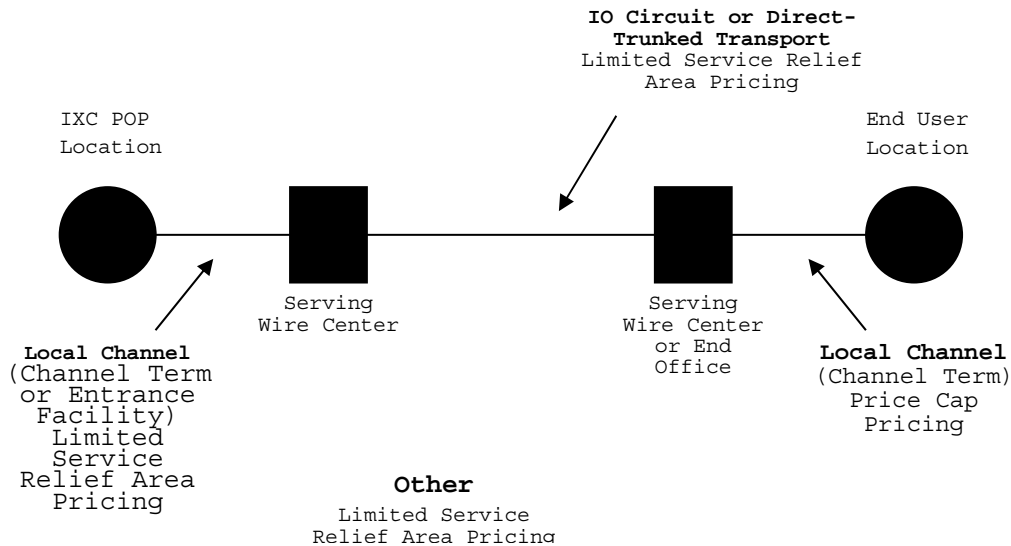 IO Circuit or Direct-
Trunked Transport
Limited Service Relief
Area Pricing
IXC POP
Location
End User
Location
Serving
Wire Center
Serving
Wire Center
or End
Office
Local Channel
(Channel Term
or Entrance
Facility)
Limited
Service
Relief Area
Pricing
Local Channel
(Channel Term)
Price Cap
Pricing
Other
Limited Service
Relief Area Pricing